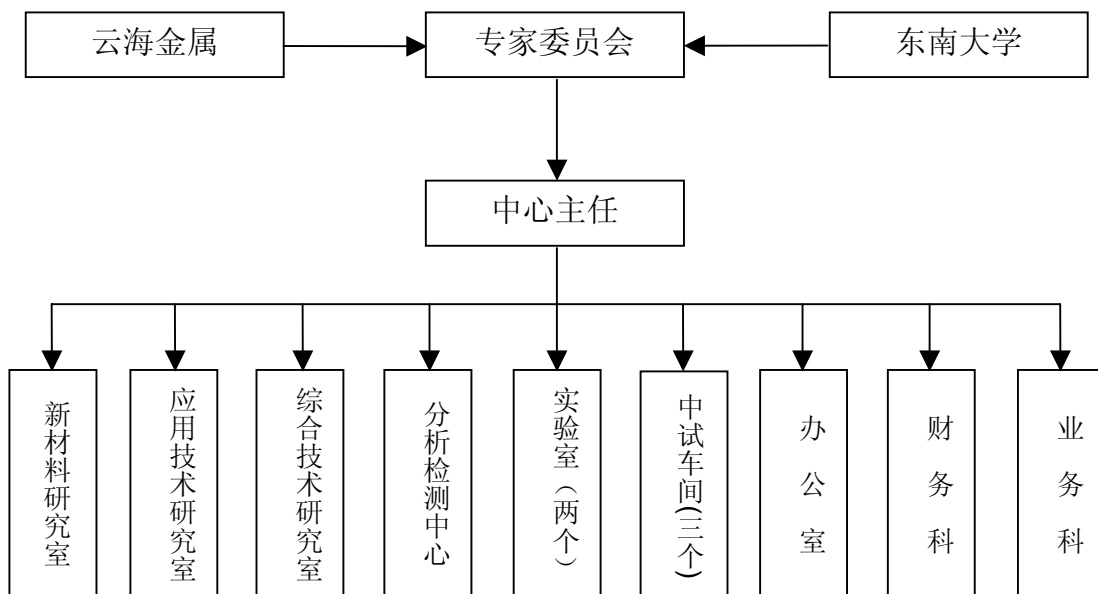 云海金属
专家委员会
东南大学
中心主任
新材料研究室
应用技术研究室
综合技术研究室
分析检测中心
实验室（两个）
中试车间(三个)
办公室
财务科
业务科